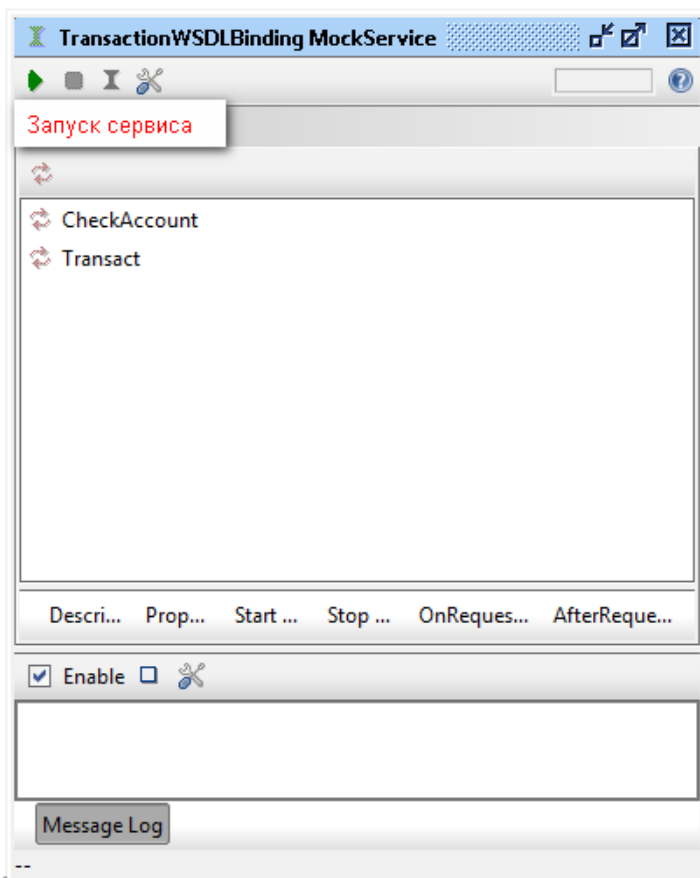 TransactionWSDLBinding MockService
Запуск сервиса
CheckAccount
Transact
Descri... Prop... Start ... Stop ... OnReques... AfterReque...
Enable
Message Log
--